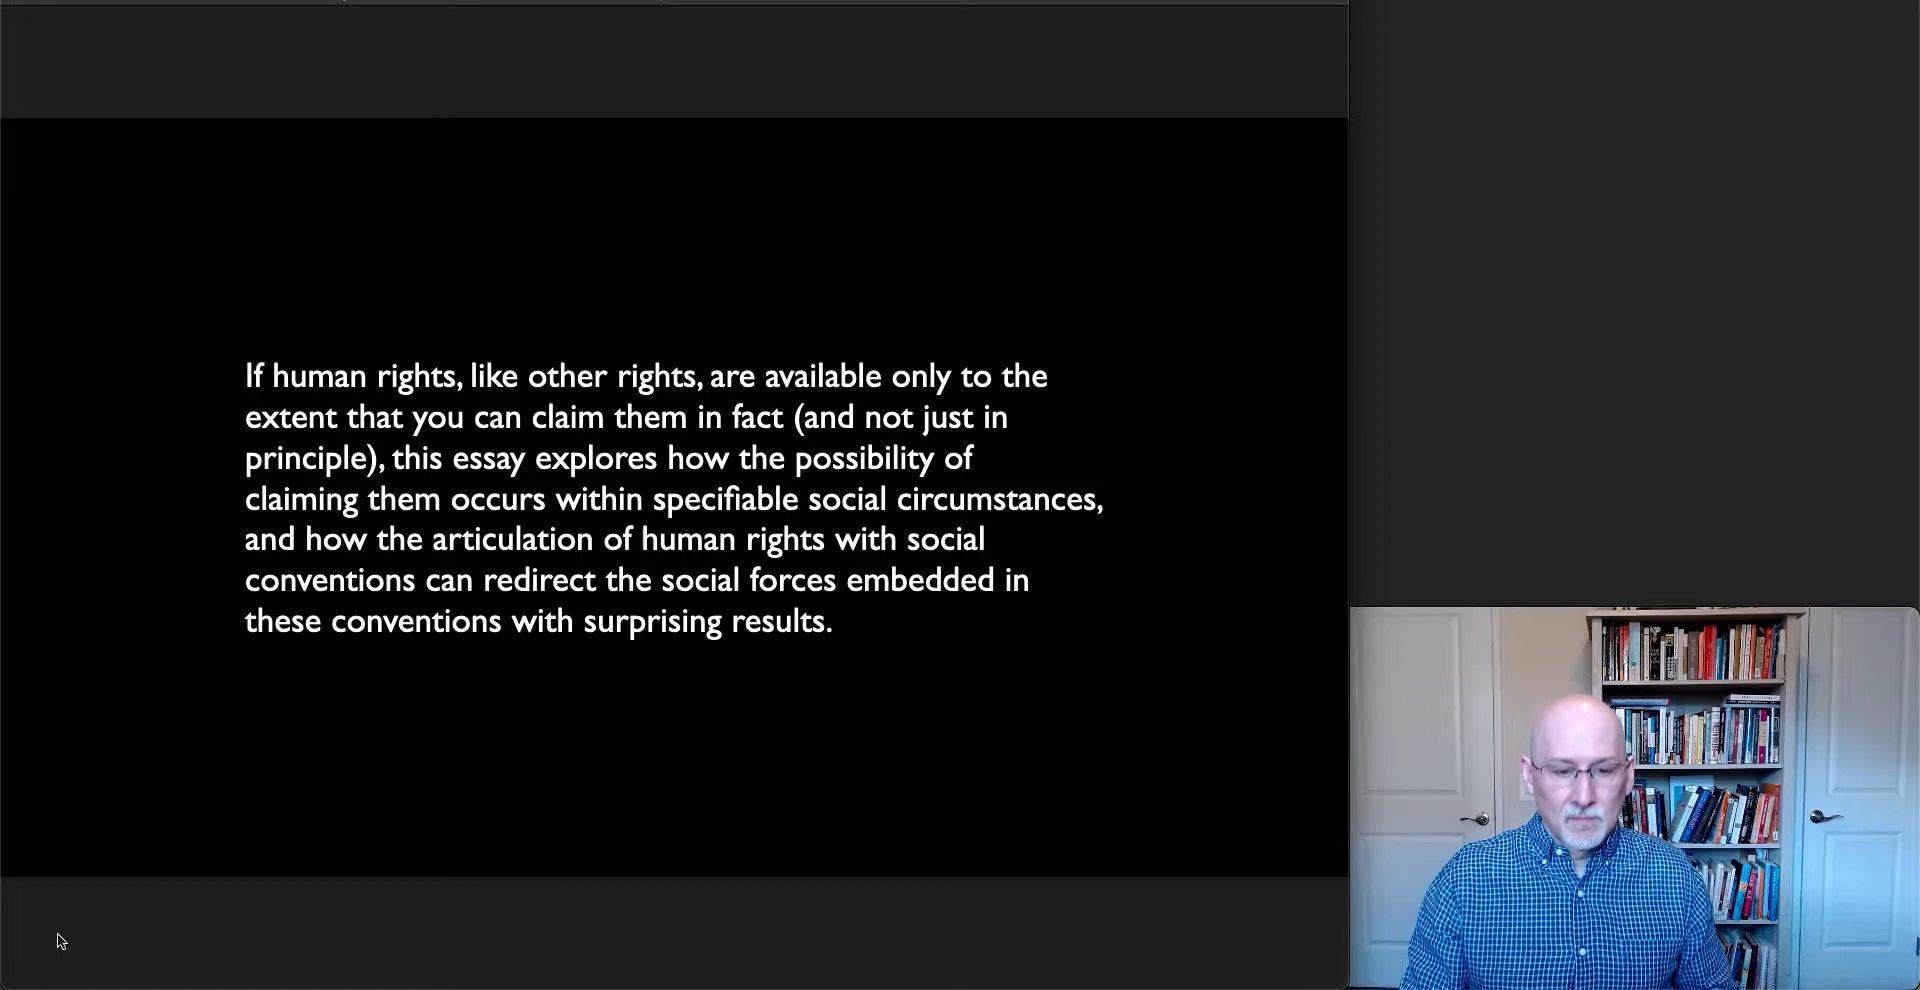 If human rights, like other rights, are available only to the
extent that you can claim them in fact (and not just in
principle), this essay explores how the possibility of
claiming them occurs within specifiable social circumstances,
and how the articulation of human rights with social
conventions can redirect the social forces embedded in
these conventions with surprising results.